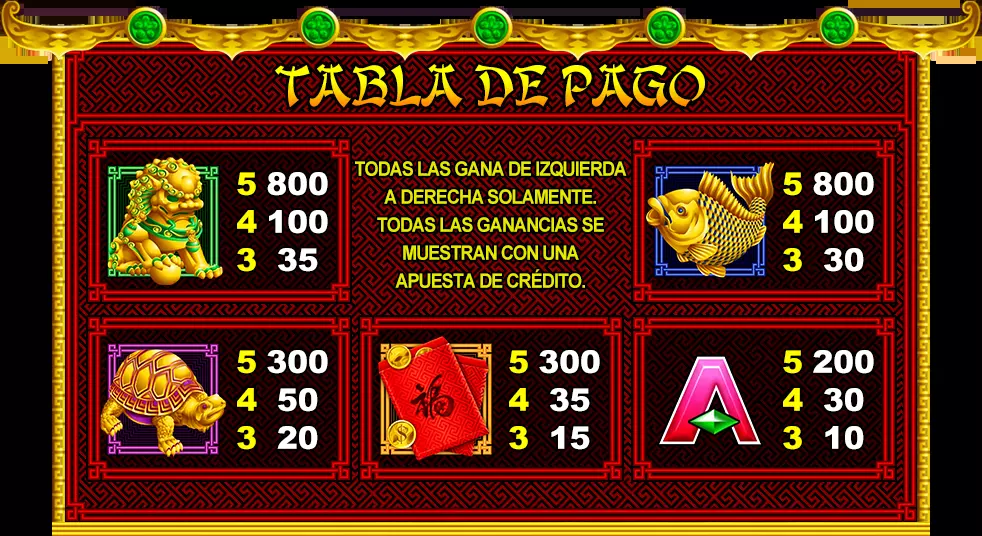 TABLA DE PAGO
5 800
4 100
3 35
TODAS LAS GANA DE IZQUIERDA
A DERECHA SOLAMENTE.
TODAS LAS GANANCIAS SE
MUESTRAN CON UNA
APUESTA DE CRÉDITO.
5 800
4 100
3 30
5 300
4 50
3 20
福
$
5 300
4 35
3 15
A
5 200
4 30
3 10